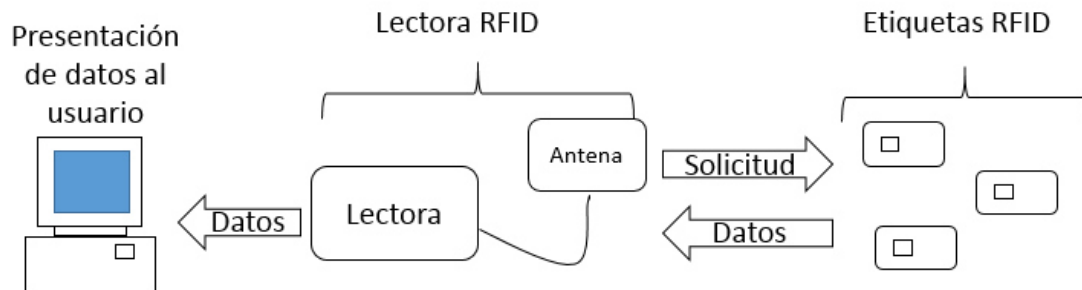 Presentación
de datos al
usuario
Lectora RFID
Etiquetas RFID
Datos
Lectora
Antena
Solicitud
Datos